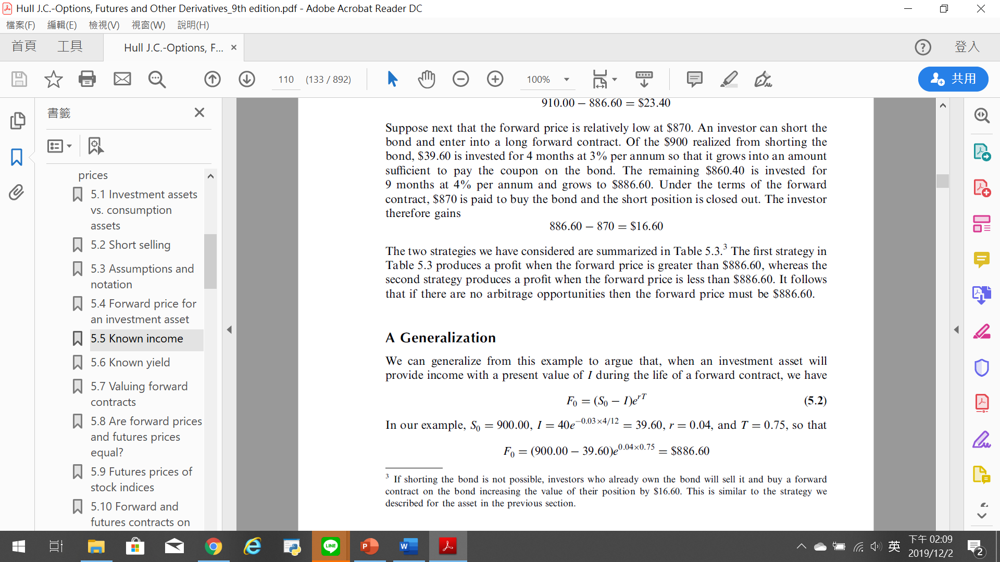 Hull J.C.-Options, Futures and Other Derivatives_9th edition.pdf - Adobe Acrobat Reader DC
檔案(F) 編輯(E) 檢視(V) 視窗(W) 說明(H)
首頁 工具 Hull J.C.-Options, F... × ? 登入
110 (133 / 892) 100% 共用
書籤
prices
5.1 Investment assets
vs. consumption
assets
5.2 Short selling
5.3 Assumptions and
notation
5.4 Forward price for
an investment asset
5.5 Known income
5.6 Known yield
5.7 Valuing forward
contracts
5.8 Are forward prices
and futures prices
equal?
5.9 Futures prices of
stock indices
5.10 Forward and
futures contracts on
910.00 − 886.60 = $23.40
Suppose next that the forward price is relatively low at $870. An investor can short the
bond and enter into a long forward contract. Of the $900 realized from shorting the
bond, $39.60 is invested for 4 months at 3% per annum so that it grows into an amount
sufficient to pay the coupon on the bond. The remaining $860.40 is invested for
9 months at 4% per annum and grows to $886.60. Under the terms of the forward
contract, $870 is paid to buy the bond and the short position is closed out. The investor
therefore gains
886.60 − 870 = $16.60
The two strategies we have considered are summarized in Table 5.3.³ The first strategy in
Table 5.3 produces a profit when the forward price is greater than $886.60, whereas the
second strategy produces a profit when the forward price is less than $886.60. It follows
that if there are no arbitrage opportunities then the forward price must be $886.60.
A Generalization
We can generalize from this example to argue that, when an investment asset will
provide income with a present value of I during the life of a forward contract, we have
F₀ = (S₀ − I)e^{rT} (5.2)
In our example, S₀ = 900.00, I = 40e^{−0.03×4/12} = 39.60, r = 0.04, and T = 0.75, so that
F₀ = (900.00 − 39.60)e^{0.04×0.75} = $886.60
³ If shorting the bond is not possible, investors who already own the bond will sell it and buy a forward
contract on the bond increasing the value of their position by $16.60. This is similar to the strategy we
described for the asset in the previous section.
LINE
英
下午 02:09
2019/12/2
2